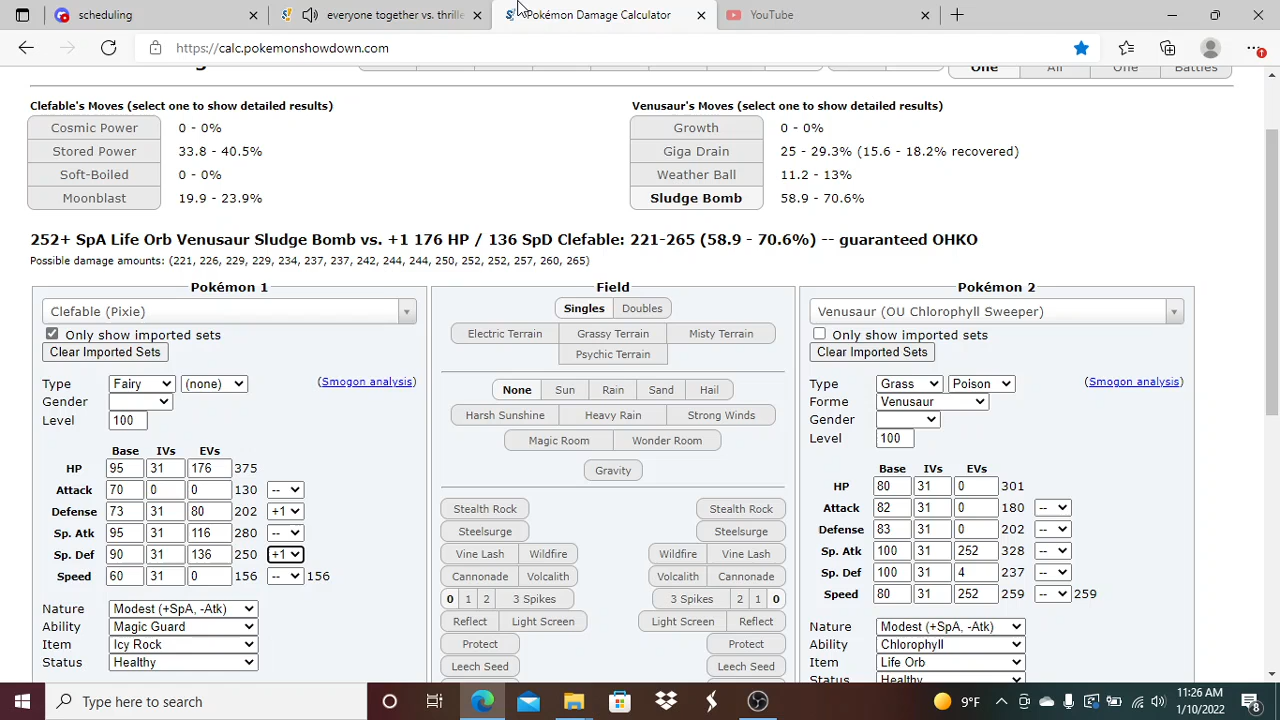 scheduling
everyone together vs. thrille
Pokémon Damage Calculator
YouTube
https://calc.pokemonshowdown.com
One All One Battles
Clefable's Moves (select one to show detailed results)
Cosmic Power 0 - 0%
Stored Power 33.8 - 40.5%
Soft-Boiled 0 - 0%
Moonblast 19.9 - 23.9%
Venusaur's Moves (select one to show detailed results)
Growth 0 - 0%
Giga Drain 25 - 29.3% (15.6 - 18.2% recovered)
Weather Ball 11.2 - 13%
Sludge Bomb 58.9 - 70.6%
252+ SpA Life Orb Venusaur Sludge Bomb vs. +1 176 HP / 136 SpD Clefable: 221-265 (58.9 - 70.6%) -- guaranteed OHKO
Possible damage amounts: (221, 226, 229, 229, 234, 237, 237, 242, 244, 244, 250, 252, 252, 257, 260, 265)
Pokémon 1
Clefable (Pixie)
Only show imported sets
Clear Imported Sets
Type Fairy (none) (Smogon analysis)
Gender
Level 100
Base IVs EVs
HP 95 31 176 375
Attack 70 0 0 130 --
Defense 73 31 80 202 +1
Sp. Atk 95 31 116 280 --
Sp. Def 90 31 136 250 +1
Speed 60 31 0 156 -- 156
Nature Modest (+SpA, -Atk)
Ability Magic Guard
Item Icy Rock
Status Healthy
Field
Singles Doubles
Electric Terrain Grassy Terrain Misty Terrain
Psychic Terrain
None Sun Rain Sand Hail
Harsh Sunshine Heavy Rain Strong Winds
Magic Room Wonder Room
Gravity
Stealth Rock Stealth Rock
Steelsurge Steelsurge
Vine Lash Wildfire Wildfire Vine Lash
Cannonade Volcalith Volcalith Cannonade
0 1 2 3 Spikes 3 Spikes 2 1 0
Reflect Light Screen Light Screen Reflect
Protect Protect
Leech Seed Leech Seed
Pokémon 2
Venusaur (OU Chlorophyll Sweeper)
Only show imported sets
Clear Imported Sets
Type Grass Poison (Smogon analysis)
Forme Venusaur
Gender
Level 100
Base IVs EVs
HP 80 31 0 301
Attack 82 31 0 180 --
Defense 83 31 0 202 --
Sp. Atk 100 31 252 328 --
Sp. Def 100 31 4 237 --
Speed 80 31 252 259 -- 259
Nature Modest (+SpA, -Atk)
Ability Chlorophyll
Item Life Orb
Status Healthy
Type here to search
9°F
11:26 AM
1/10/2022
8